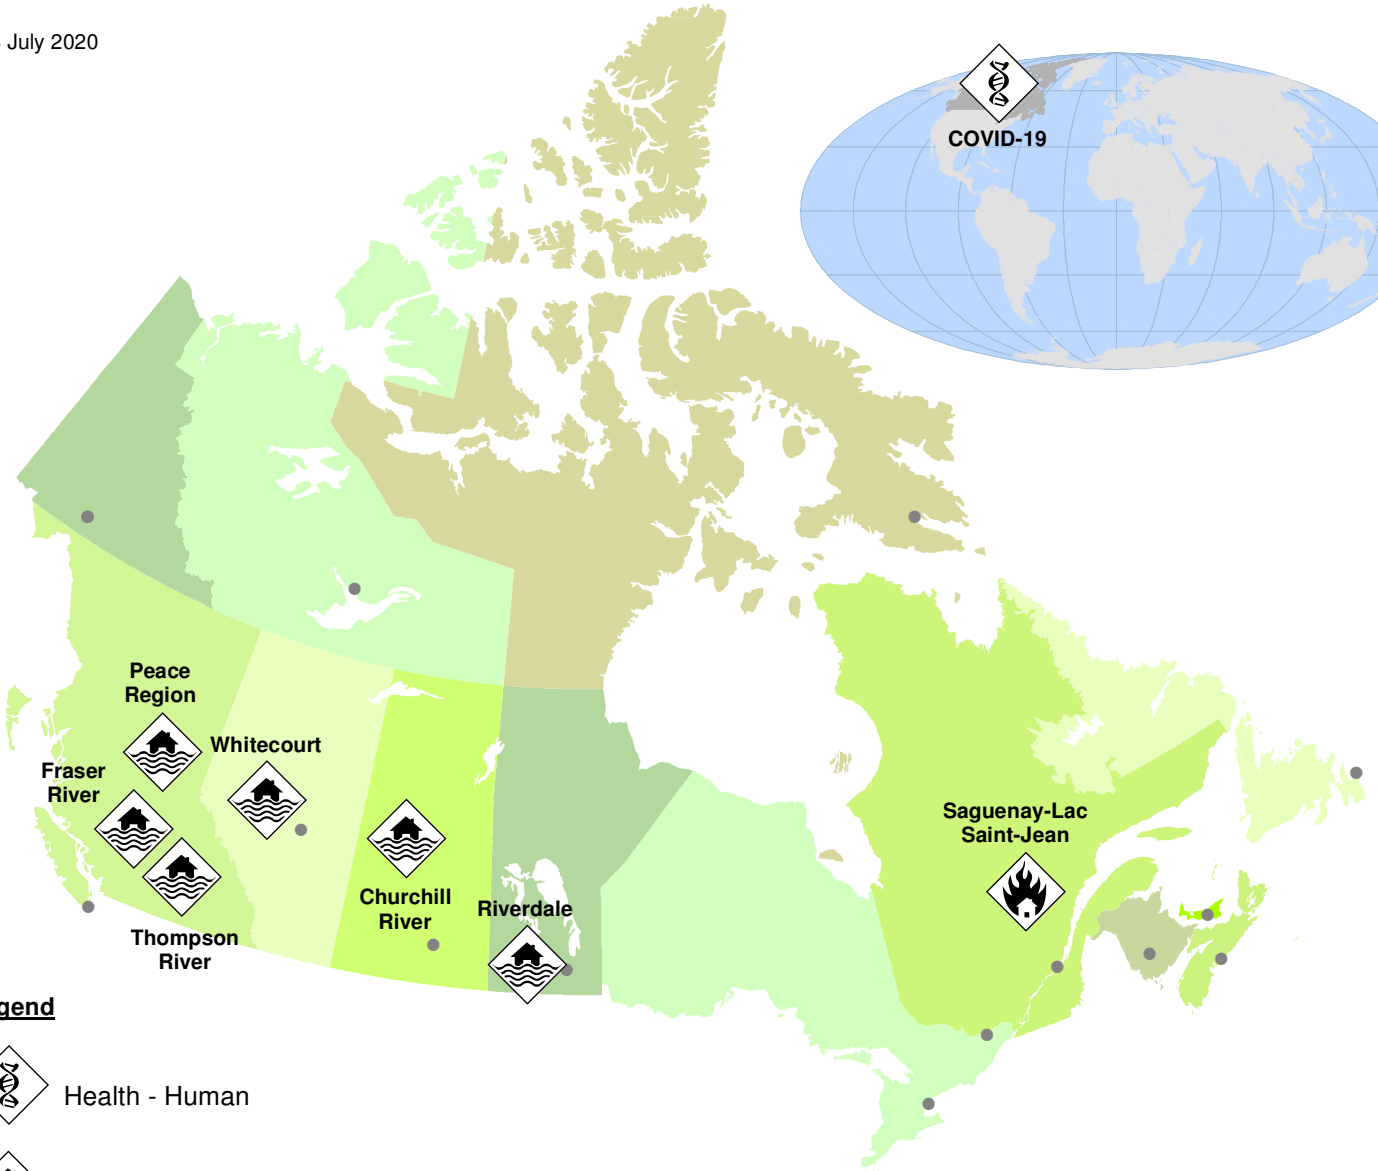 July 2020
COVID-19
Peace
Region
Whitecourt
Fraser
River
Saguenay-Lac
Saint-Jean
Churchill
River
Riverdale
Thompson
River
gend
Health - Human